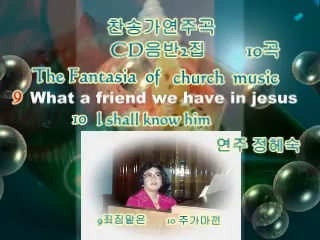 찬송가연주곡
CD음반2집 10곡
The Fantasia of church music
9 What a friend we have in jesus
10 I shall know him
연주 정혜숙
9죄짐맡은 10 주가마낀